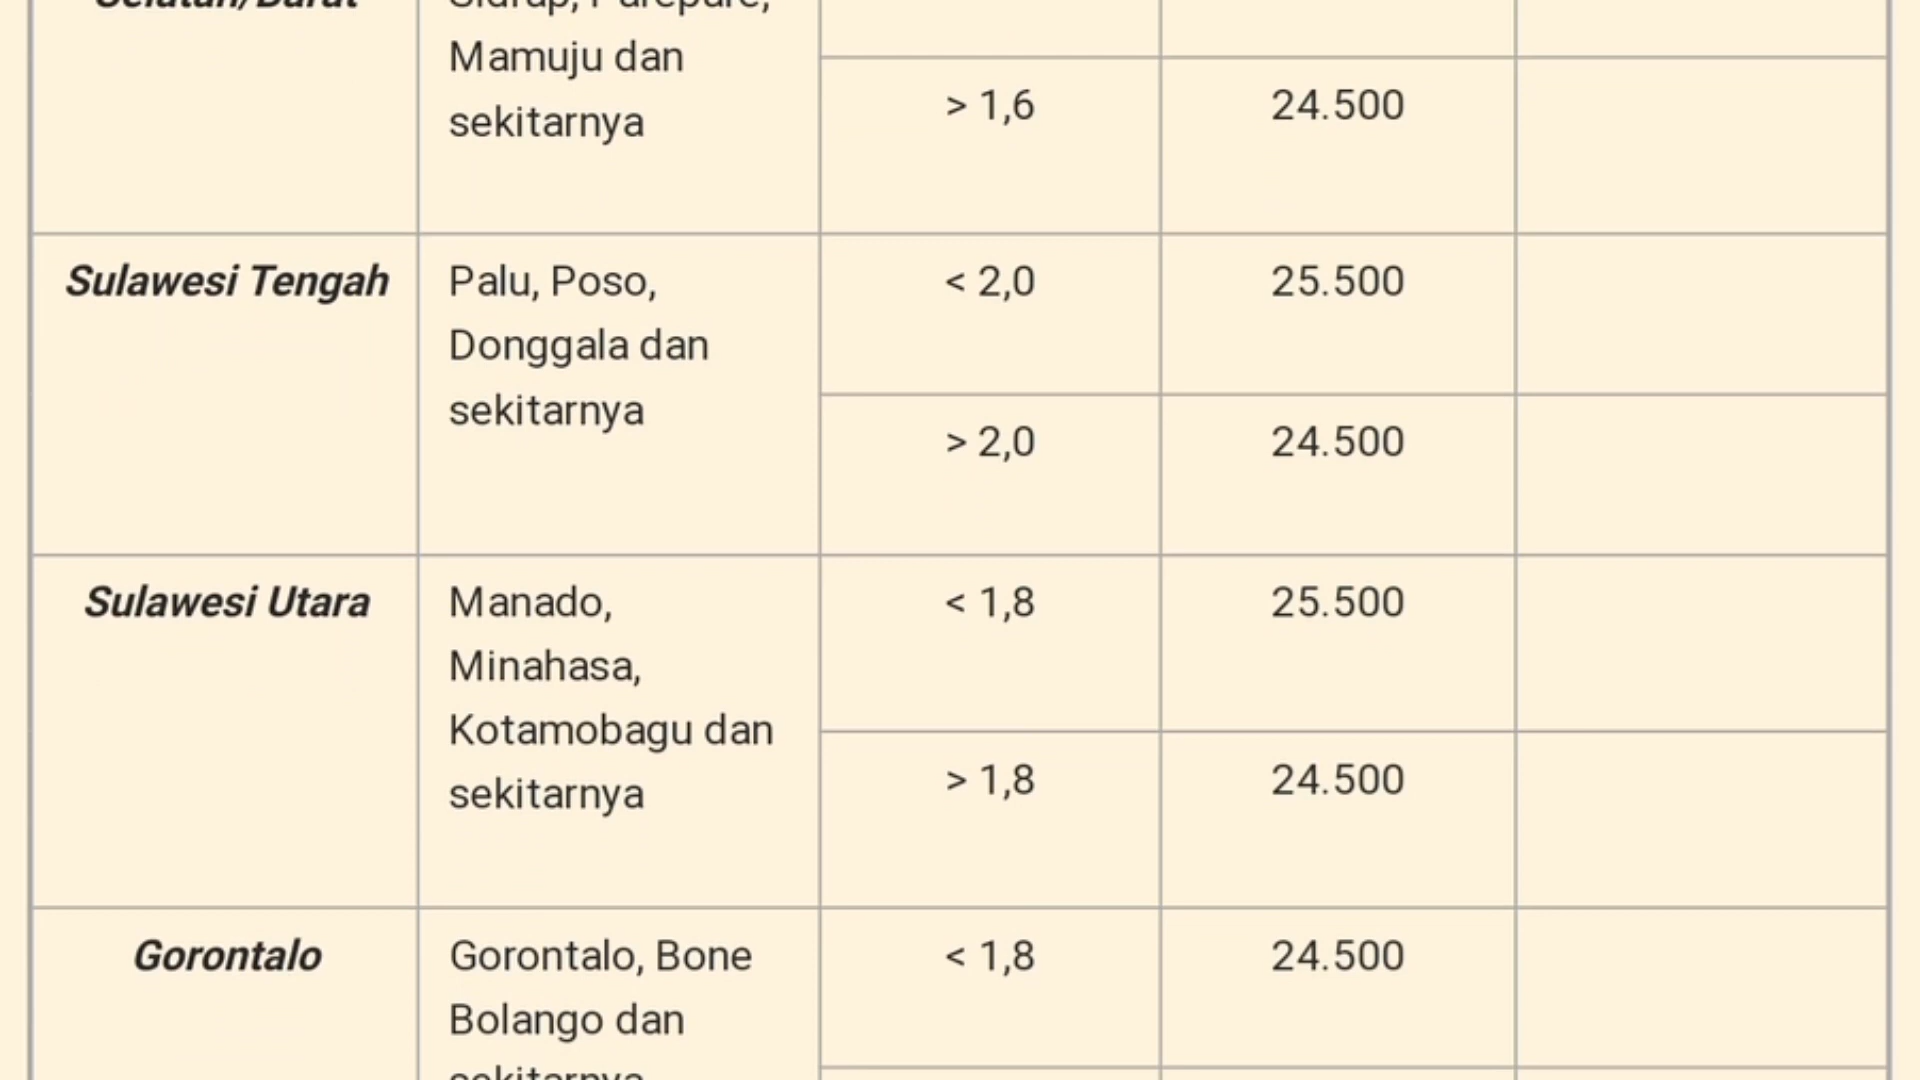 Selatan/Barat
Sidrap, Parepare,
Mamuju dan
sekitarnya
> 1,6
24.500
Sulawesi Tengah
Palu, Poso,
Donggala dan
sekitarnya
< 2,0
25.500
> 2,0
24.500
Sulawesi Utara
Manado,
Minahasa,
Kotamobagu dan
sekitarnya
< 1,8
25.500
> 1,8
24.500
Gorontalo
Gorontalo, Bone
Bolango dan
sekitarnya
< 1,8
24.500